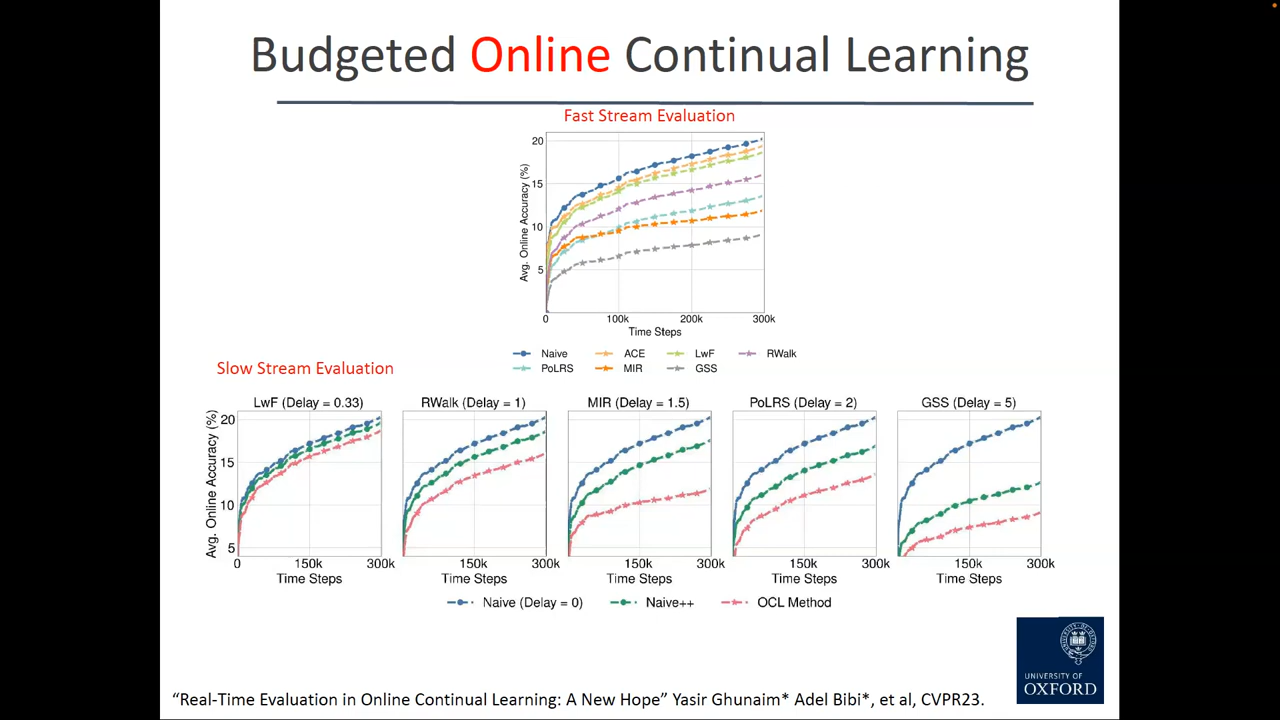 Budgeted Online Continual Learning
Fast Stream Evaluation
Avg. Online Accuracy (%)
20
15
10
5
0 100k 200k 300k
Time Steps
Naive ACE LwF RWalk
PoLRS MIR GSS
Slow Stream Evaluation
LwF (Delay = 0.33) RWalk (Delay = 1) MIR (Delay = 1.5) PoLRS (Delay = 2) GSS (Delay = 5)
Avg. Online Accuracy (%)
20
15
10
5
0 150k 300k 150k 300k 150k 300k 150k 300k 150k 300k
Time Steps Time Steps Time Steps Time Steps Time Steps
Naive (Delay = 0) Naive++ OCL Method
UNIVERSITY OF
OXFORD
“Real-Time Evaluation in Online Continual Learning: A New Hope” Yasir Ghunaim* Adel Bibi*, et al, CVPR23.